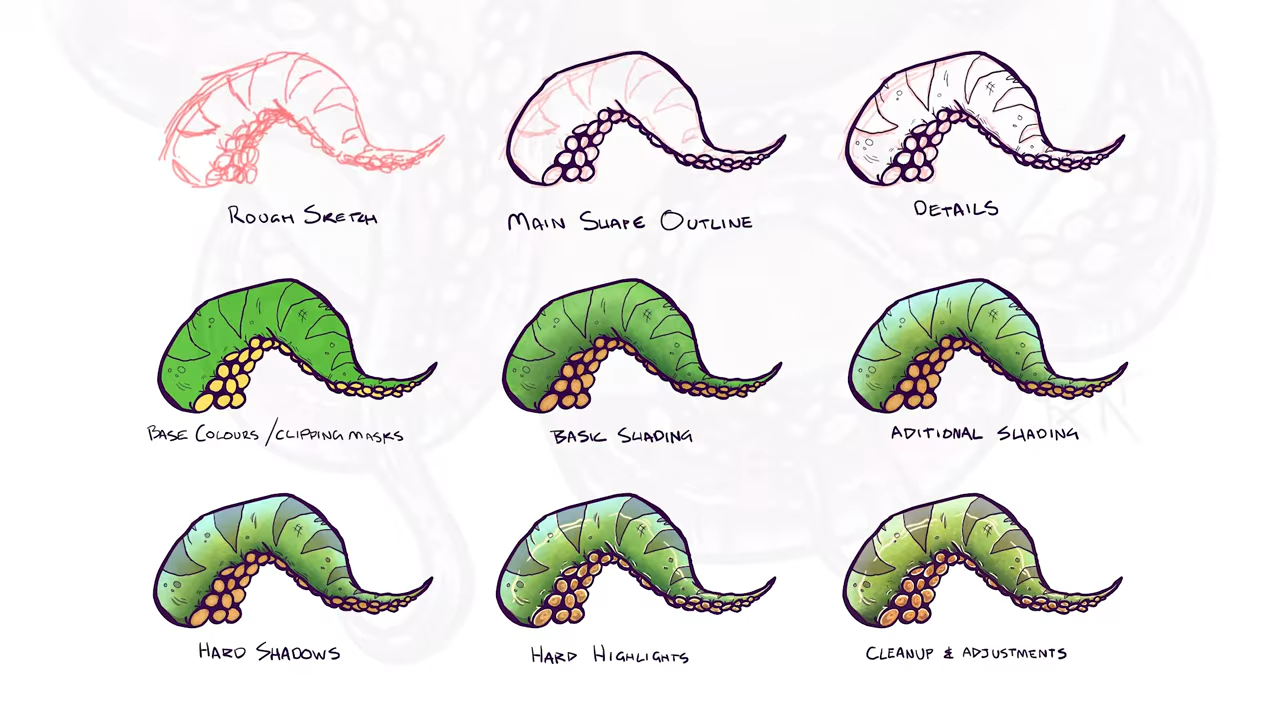 ROUGH SKETCH
MAIN SHAPE OUTLINE
DETAILS
BASE COLOURS / CLIPPING MASKS
BASIC SHADING
ADITIONAL SHADING
HARD SHADOWS
HARD HIGHLIGHTS
CLEANUP & ADJUSTMENTS